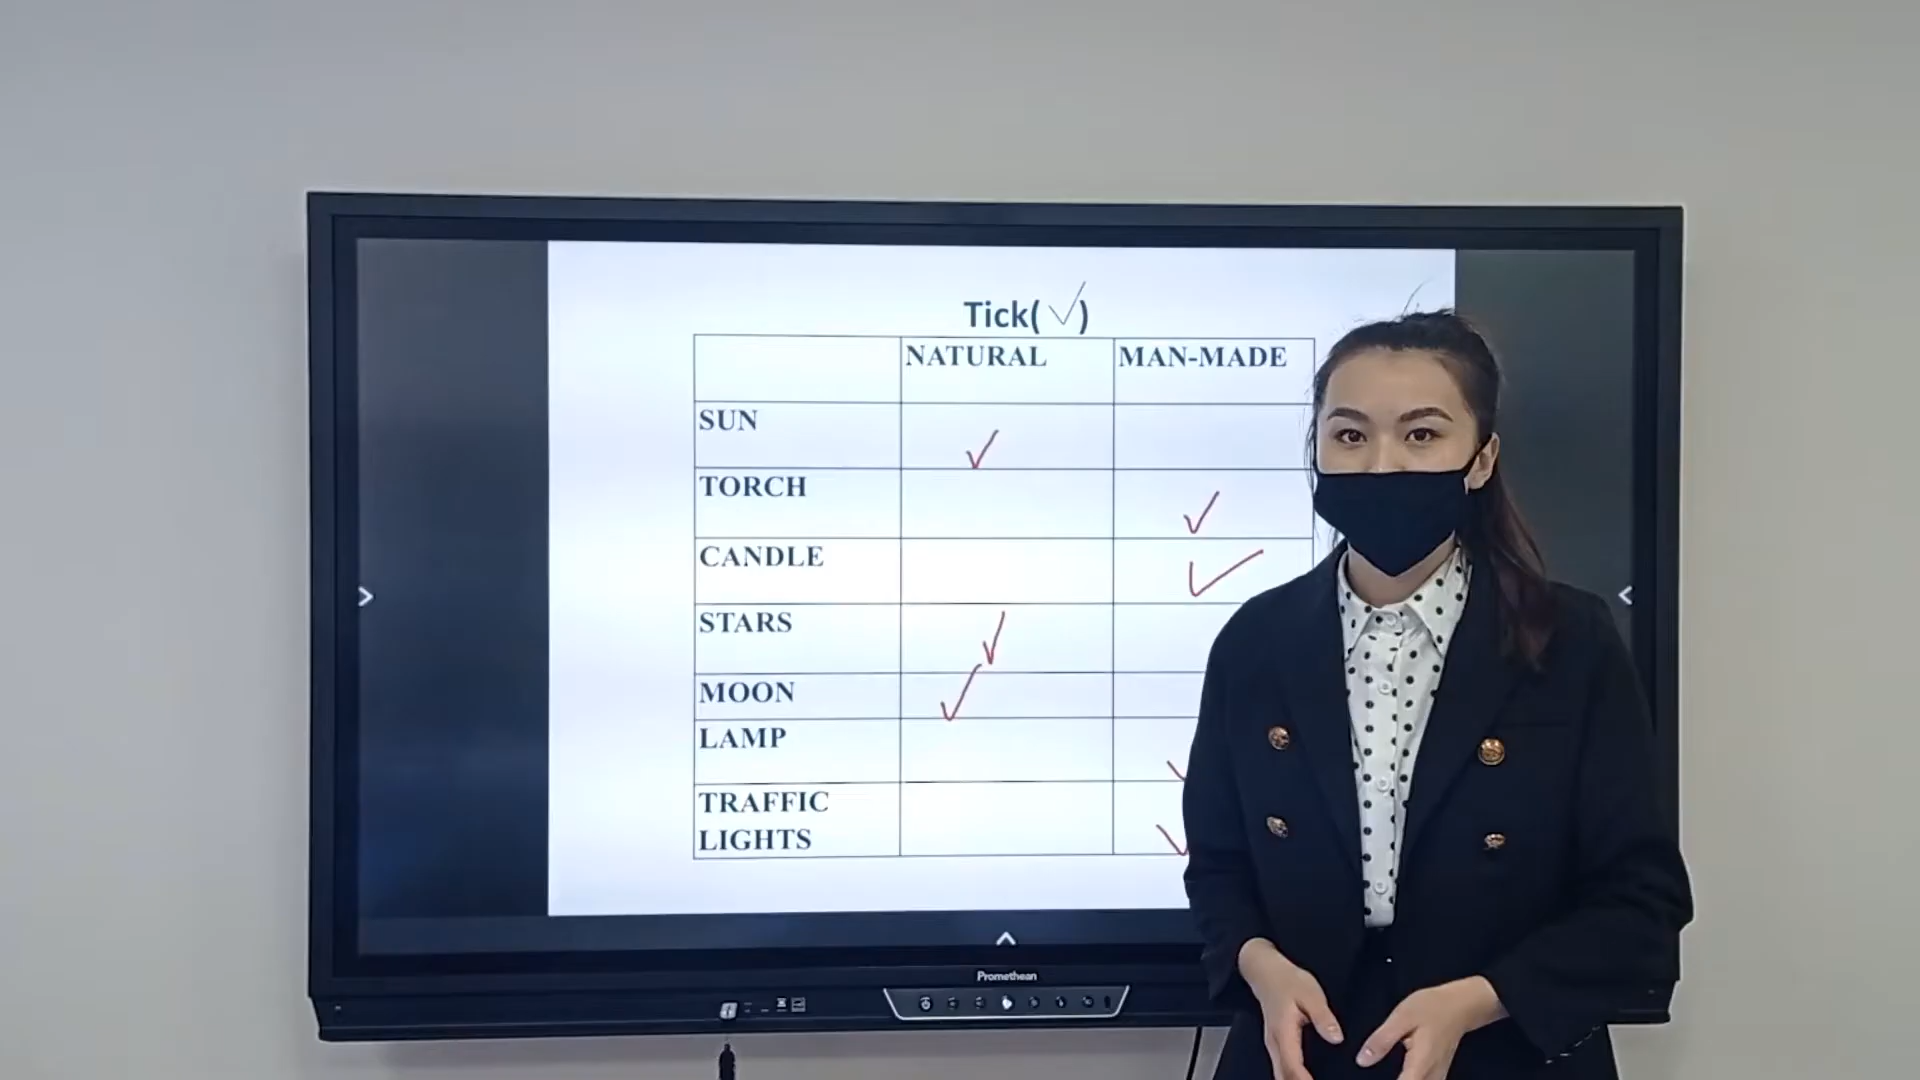 Tick( ✓)
NATURAL MAN-MADE
SUN ✓
TORCH ✓
CANDLE ✓
STARS ✓
MOON ✓
LAMP ✓
TRAFFIC
LIGHTS ✓
Promethean